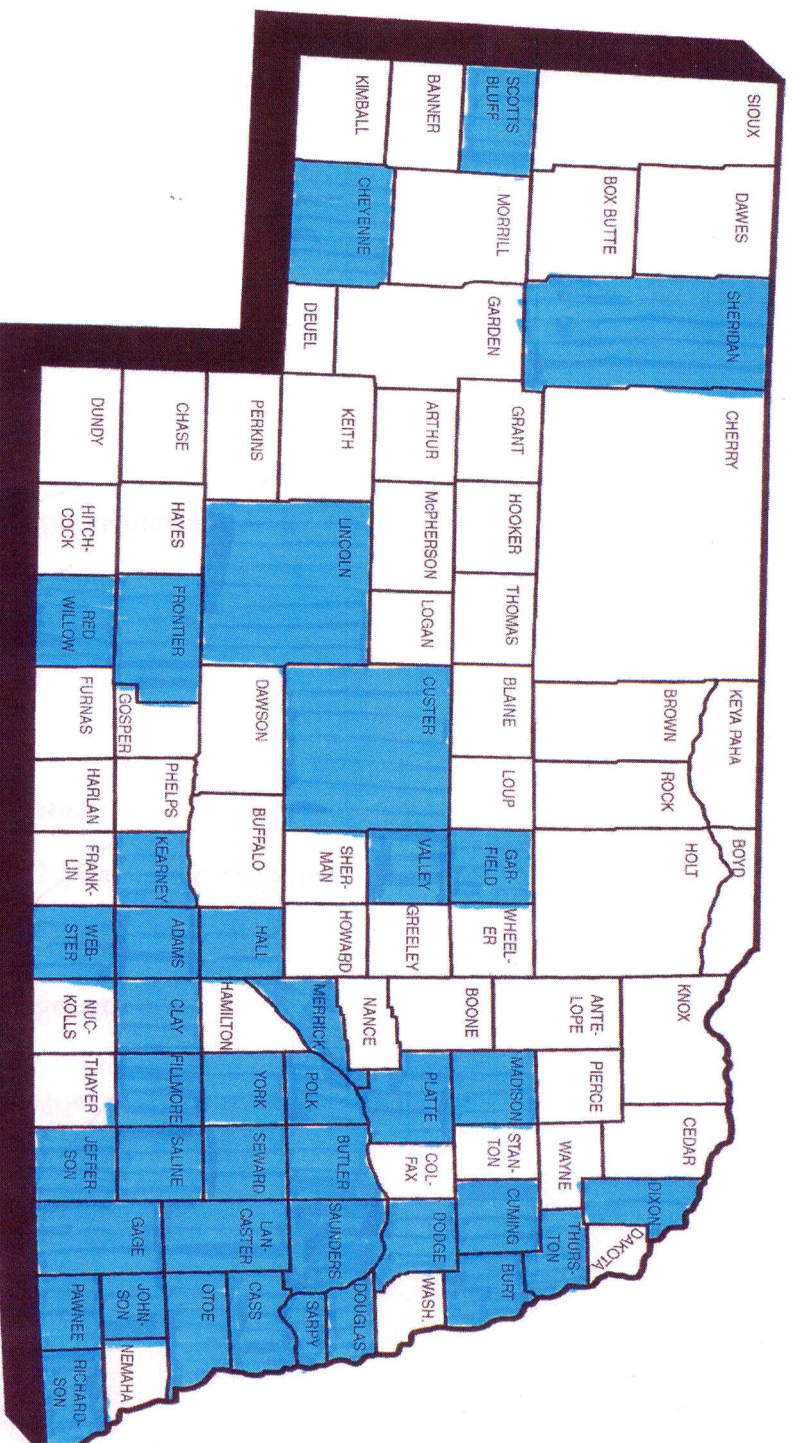 SIOUX
DAWES
BOX BUTTE
SHERIDAN
SCOTTS
BLUFF
BANNER
KIMBALL
MORRILL
CHEYENNE
GARDEN
DEUEL
CHERRY
GRANT
HOOKER
THOMAS
ARTHUR
McPHERSON
LOGAN
KEITH
PERKINS
LINCOLN
CHASE
HAYES
FRONTIER
DUNDY
HITCH-
COCK
RED
WILLOW
KEYA PAHA
BROWN
ROCK
BOYD
HOLT
BLAINE
LOUP
GAR-
FIELD
WHEEL-
ER
CUSTER
VALLEY
GREELEY
SHER-
MAN
HOWARD
DAWSON
BUFFALO
HALL
GOSPER
PHELPS
KEARNEY
ADAMS
FURNAS
HARLAN
FRANK-
LIN
WEB-
STER
KNOX
CEDAR
DIXON
DAKOTA
ANTE-
LOPE
PIERCE
WAYNE
THURS-
TON
BOONE
MADISON
STAN-
TON
CUMING
BURT
NANCE
PLATTE
COL-
FAX
DODGE
WASH.
MERRICK
POLK
BUTLER
SAUNDERS
DOUGLAS
SARPY
HAMILTON
YORK
SEWARD
LAN-
CASTER
CASS
OTOE
CLAY
FILLMORE
SALINE
GAGE
JOHN-
SON
NEMAHA
NUC-
KOLLS
THAYER
JEFFER-
SON
PAWNEE
RICHARD-
SON